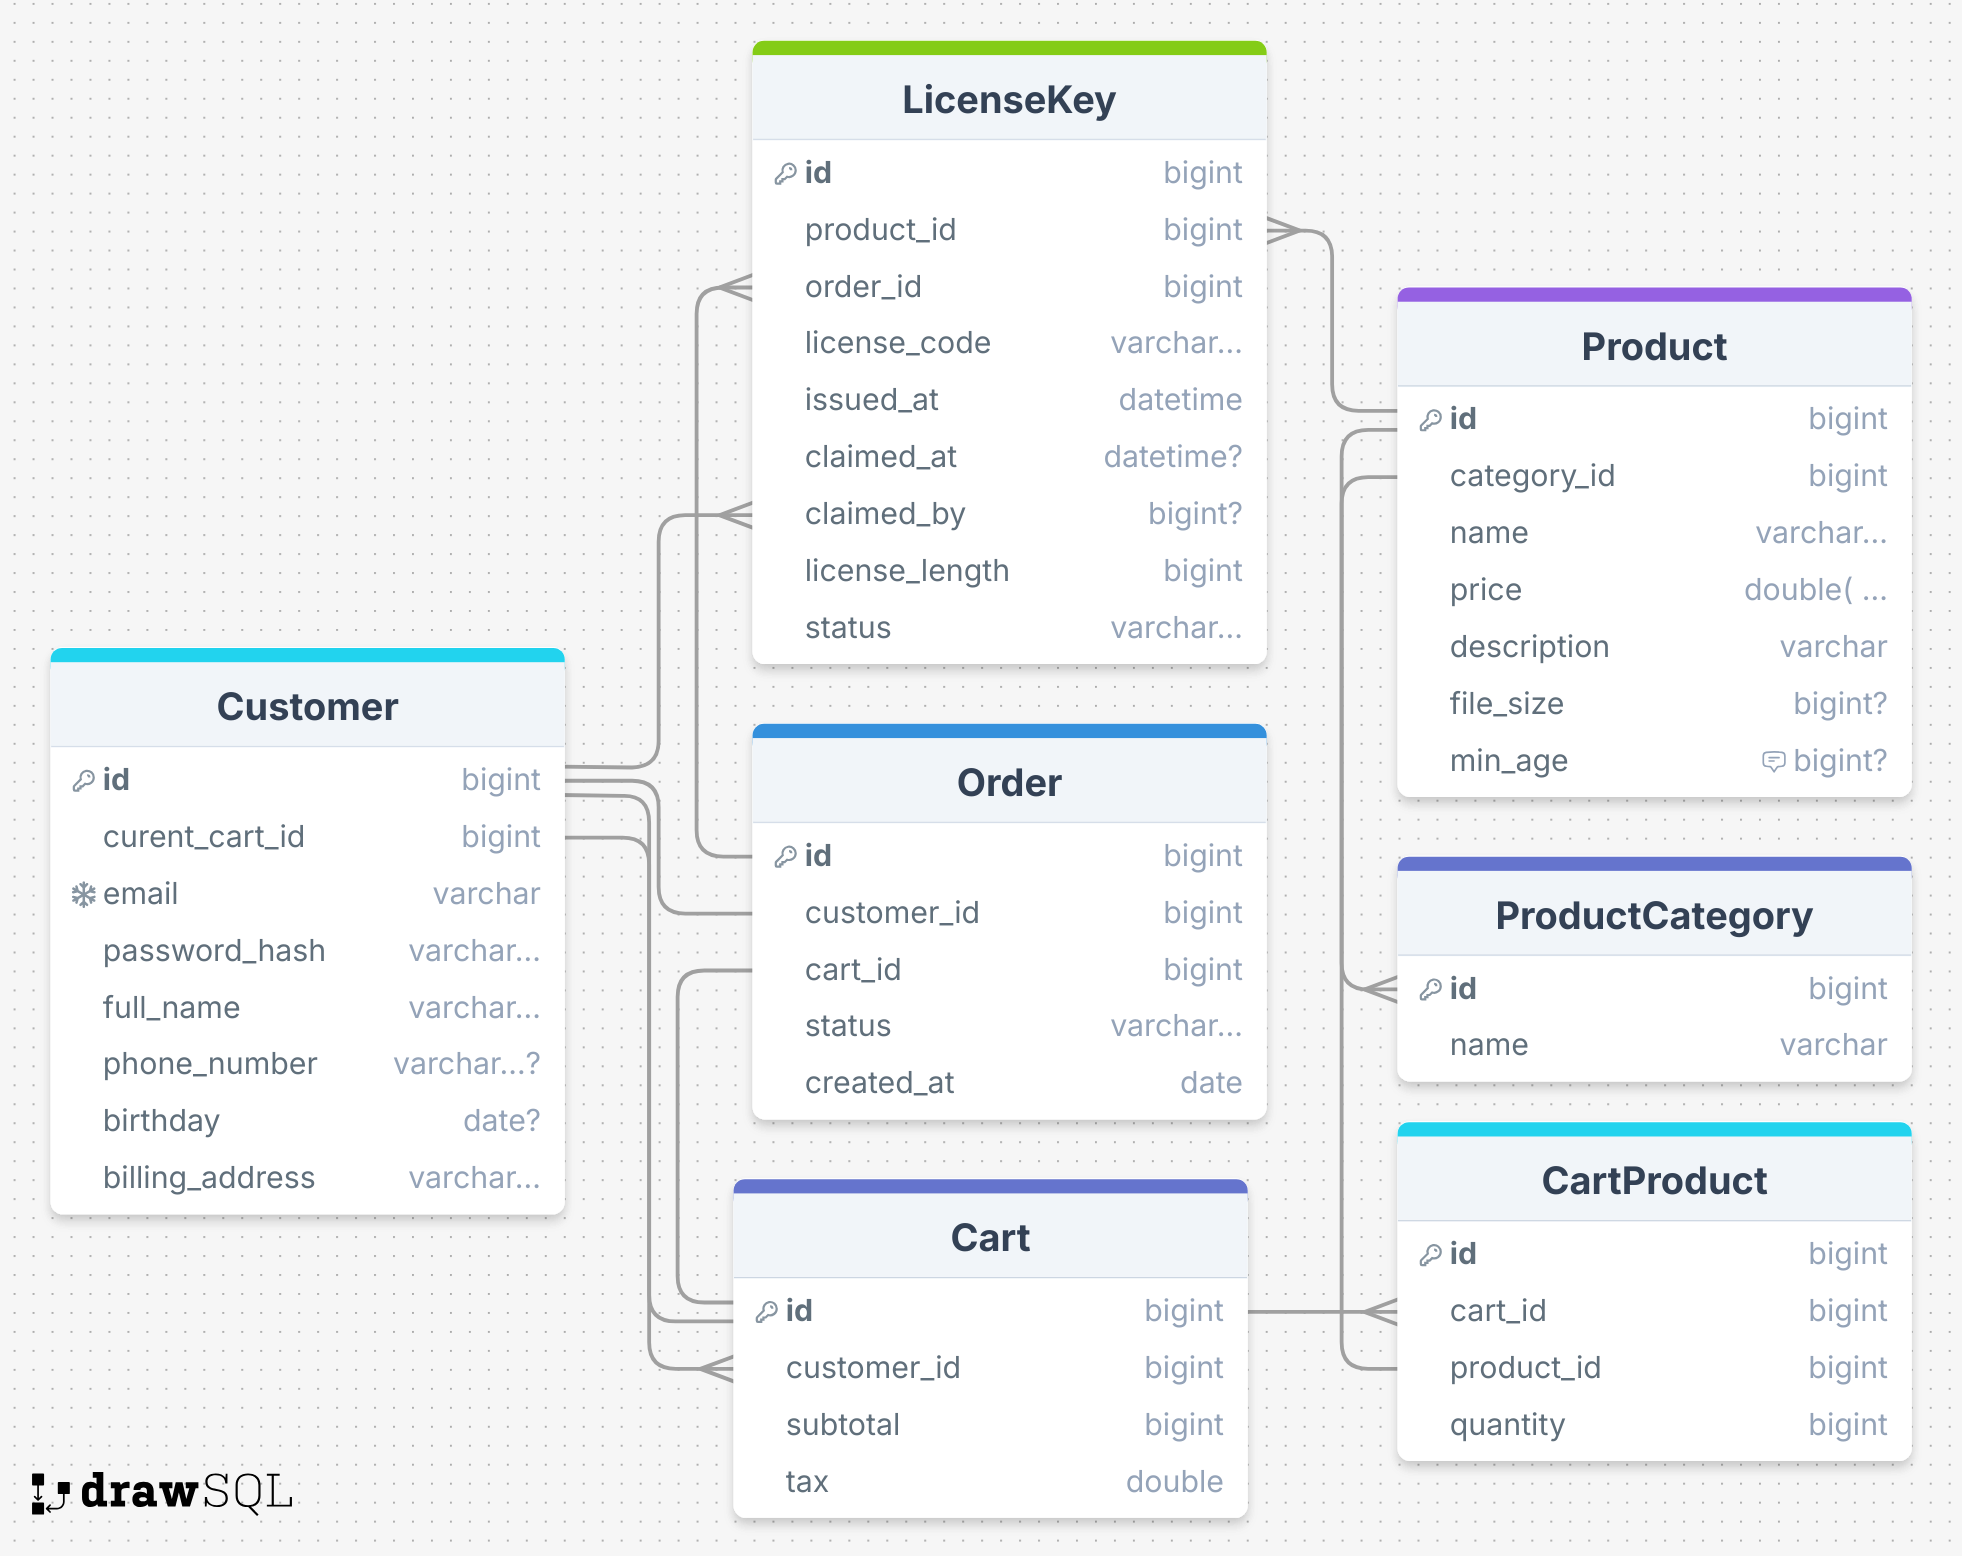 LicenseKey
id bigint
product_id bigint
order_id bigint
license_code varchar...
issued_at datetime
claimed_at datetime?
claimed_by bigint?
license_length bigint
status varchar...
Product
id bigint
category_id bigint
name varchar...
price double( ...
description varchar
file_size bigint?
min_age bigint?
Customer
id bigint
curent_cart_id bigint
email varchar
password_hash varchar...
full_name varchar...
phone_number varchar...?
birthday date?
billing_address varchar...
Order
id bigint
customer_id bigint
cart_id bigint
status varchar...
created_at date
ProductCategory
id bigint
name varchar
Cart
id bigint
customer_id bigint
subtotal bigint
tax double
CartProduct
id bigint
cart_id bigint
product_id bigint
quantity bigint
drawSQL